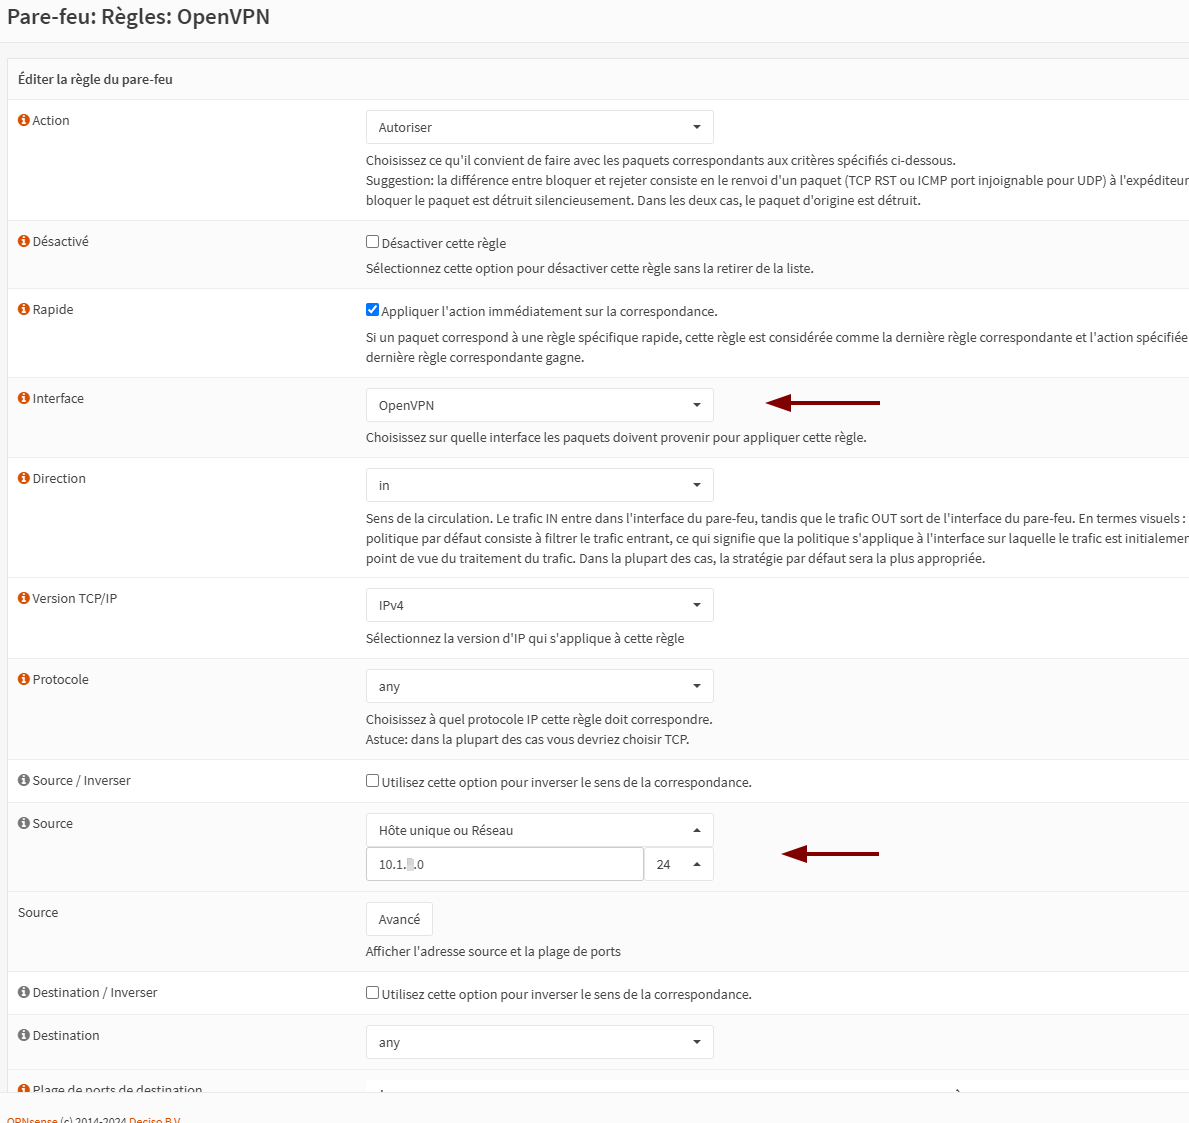 Pare-feu: Règles: OpenVPN
Éditer la règle du pare-feu
Action
Autoriser
Choisissez ce qu'il convient de faire avec les paquets correspondants aux critères spécifiés ci-dessous.
Suggestion: la différence entre bloquer et rejeter consiste en le renvoi d'un paquet (TCP RST ou ICMP port injoignable pour UDP) à l'expéditeur
bloquer le paquet est détruit silencieusement. Dans les deux cas, le paquet d'origine est détruit.
Désactivé
Désactiver cette règle
Sélectionnez cette option pour désactiver cette règle sans la retirer de la liste.
Rapide
Appliquer l'action immédiatement sur la correspondance.
Si un paquet correspond à une règle spécifique rapide, cette règle est considérée comme la dernière règle correspondante et l'action spécifiée
dernière règle correspondante gagne.
Interface
OpenVPN
Choisissez sur quelle interface les paquets doivent provenir pour appliquer cette règle.
Direction
in
Sens de la circulation. Le trafic IN entre dans l'interface du pare-feu, tandis que le trafic OUT sort de l'interface du pare-feu. En termes visuels :
politique par défaut consiste à filtrer le trafic entrant, ce qui signifie que la politique s'applique à l'interface sur laquelle le trafic est
point de vue du traitement du trafic. Dans la plupart des cas, la stratégie par défaut sera la plus appropriée.
Version TCP/IP
IPv4
Sélectionnez la version d'IP qui s'applique à cette règle
Protocole
any
Choisissez à quel protocole IP cette règle doit correspondre.
Astuce: dans la plupart des cas vous devriez choisir TCP.
Source / Inverser
Utilisez cette option pour inverser le sens de la correspondance.
Source
Hôte unique ou Réseau
10.1. .0 24
Source
Avancé
Afficher l'adresse source et la plage de ports
Destination / Inverser
Utilisez cette option pour inverser le sens de la correspondance.
Destination
any
Plage de ports de destination
OPNsense (c) 2014-2024 Deciso B.V.